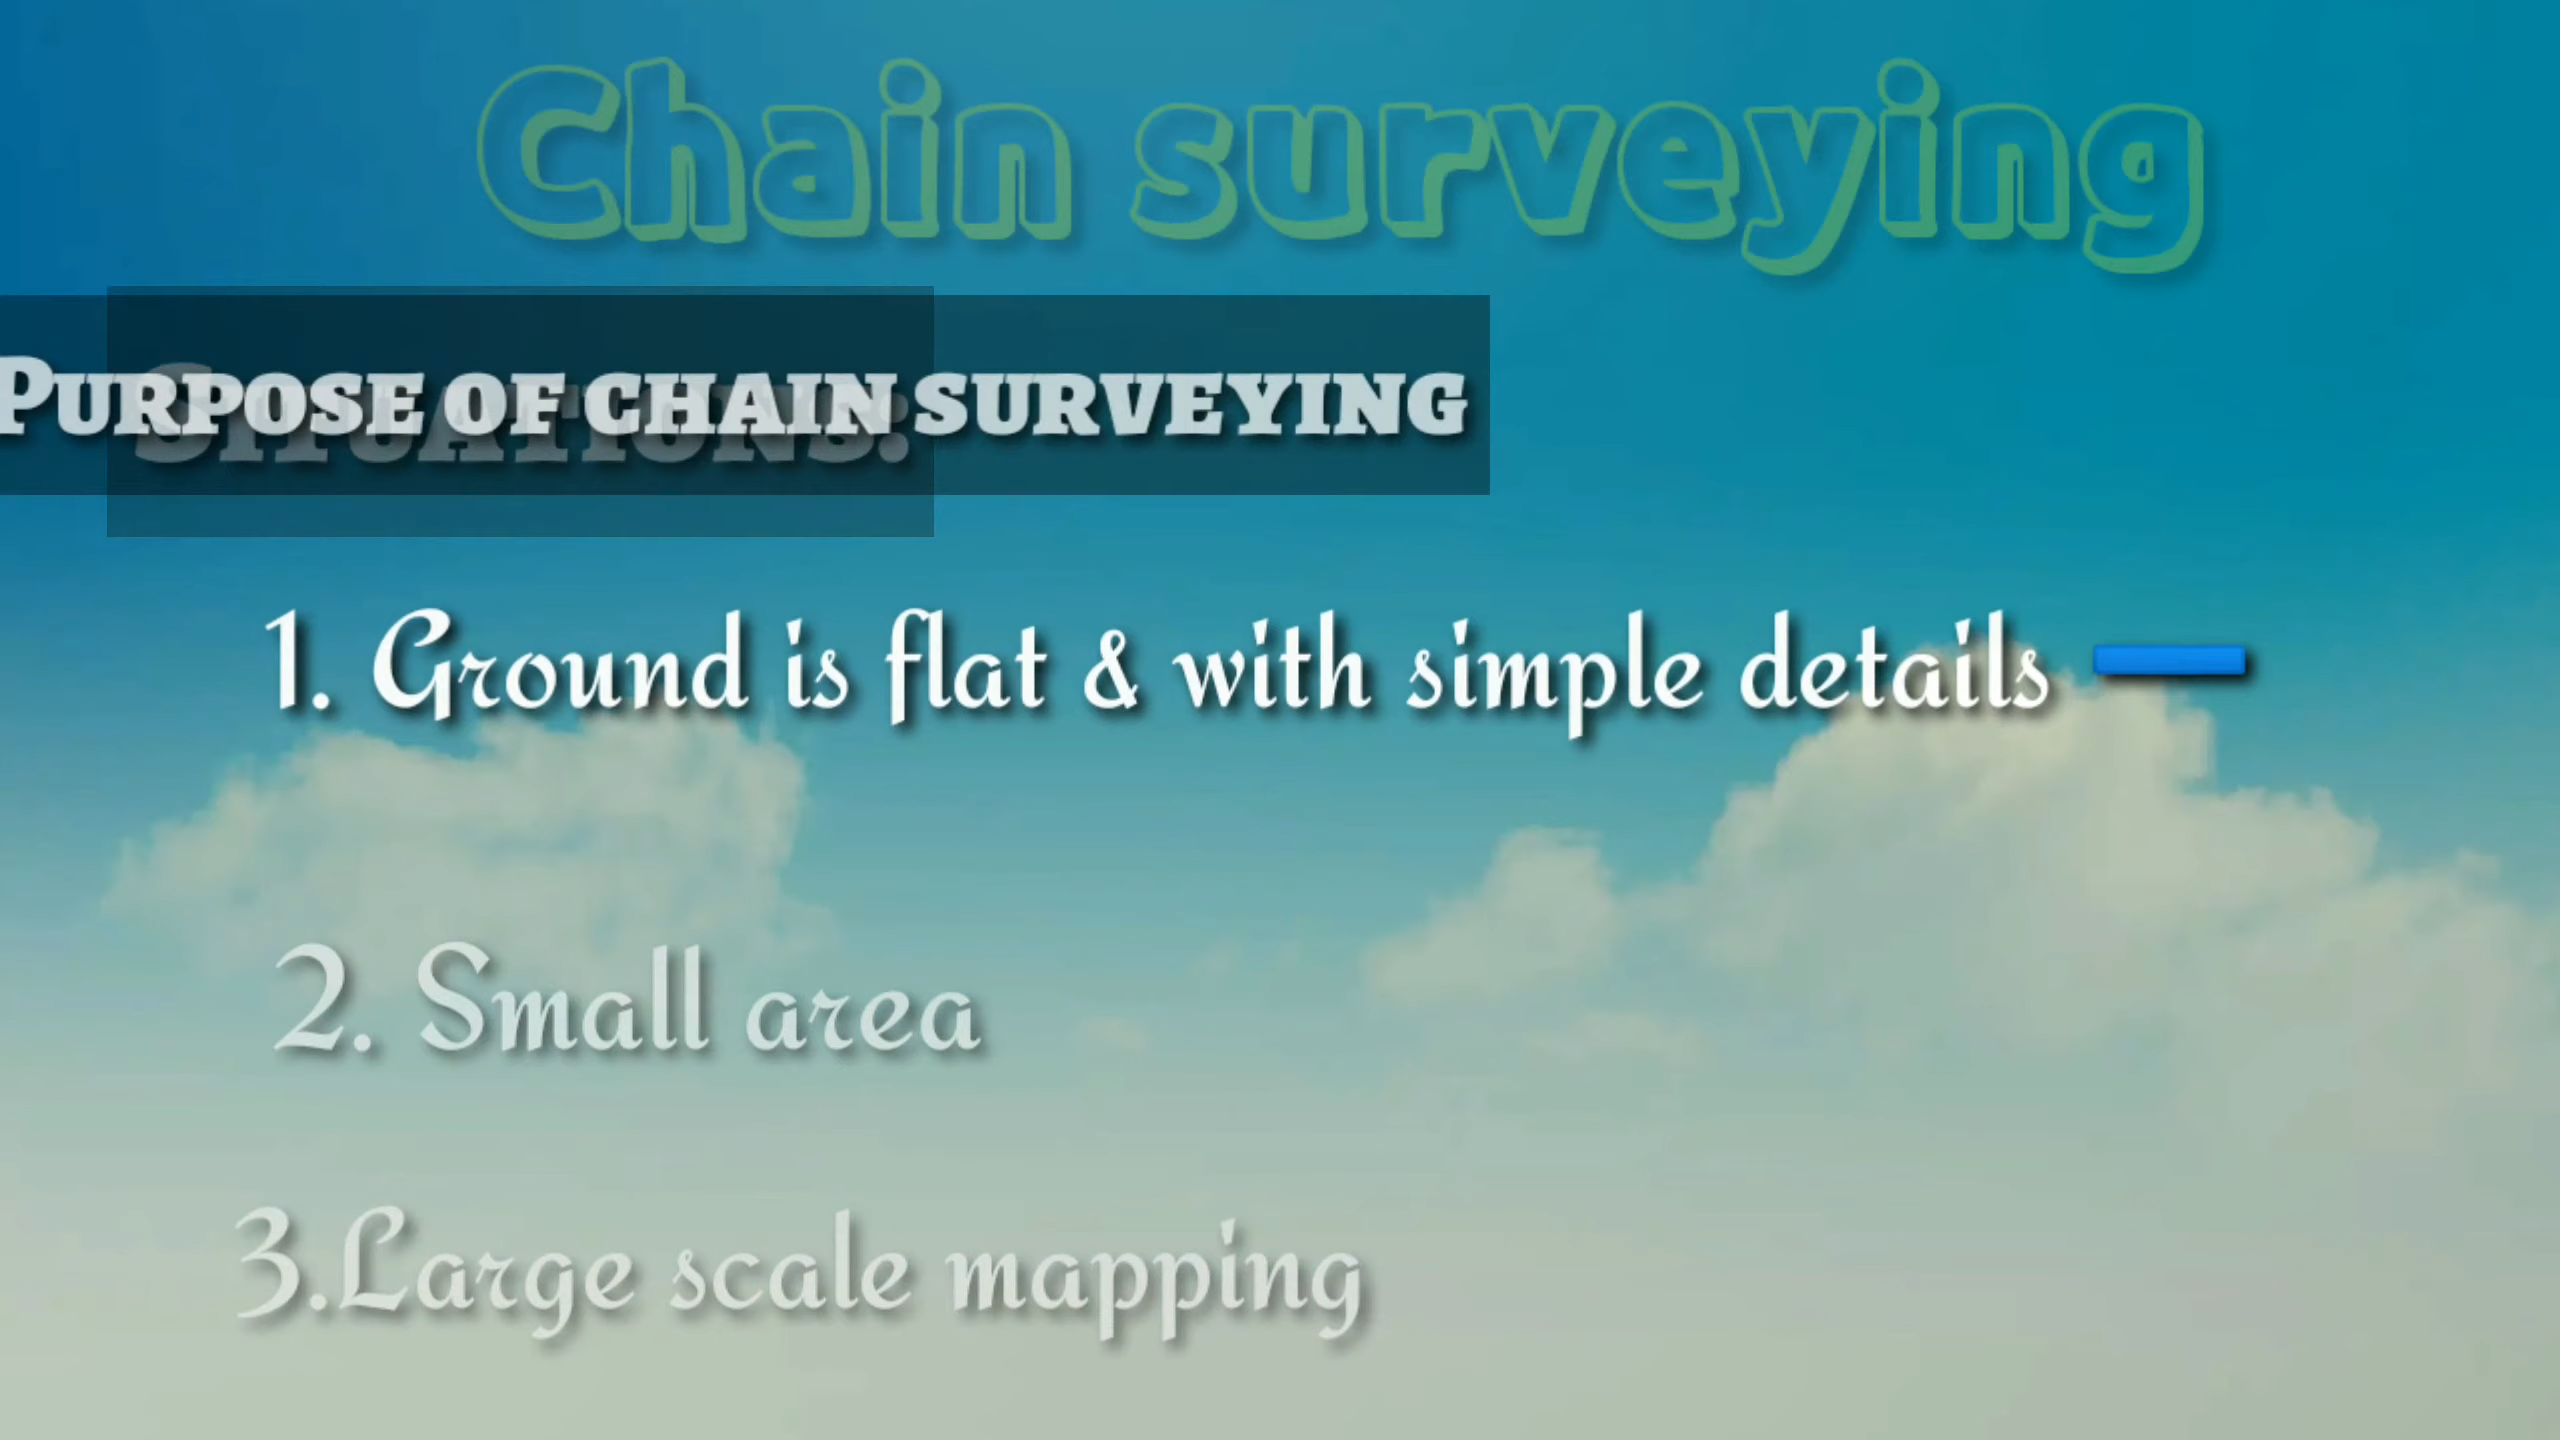 Chain surveying
Purpose of chain surveying
Situations:
1. Ground is flat & with simple details
2. Small area
3.Large scale mapping